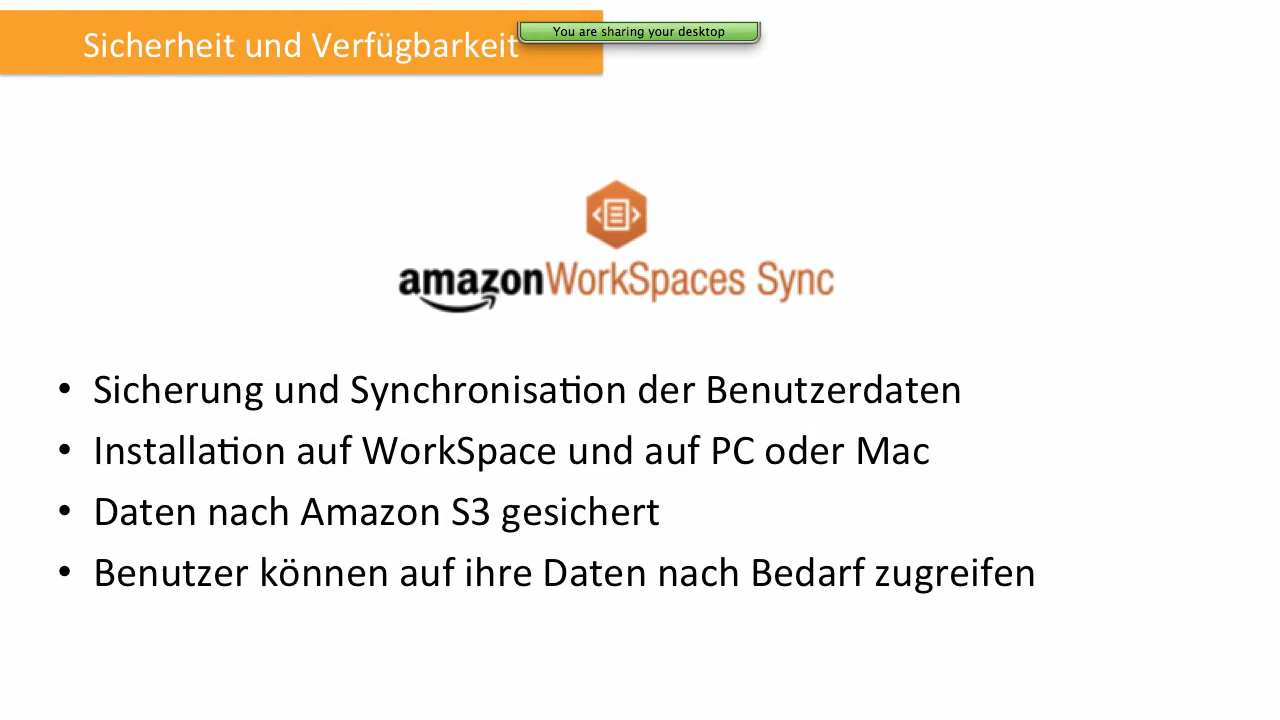 Sicherheit und Verfügbarkeit
You are sharing your desktop
amazon WorkSpaces Sync
• Sicherung und Synchronisation der Benutzerdaten
• Installation auf WorkSpace und auf PC oder Mac
• Daten nach Amazon S3 gesichert
• Benutzer können auf ihre Daten nach Bedarf zugreifen